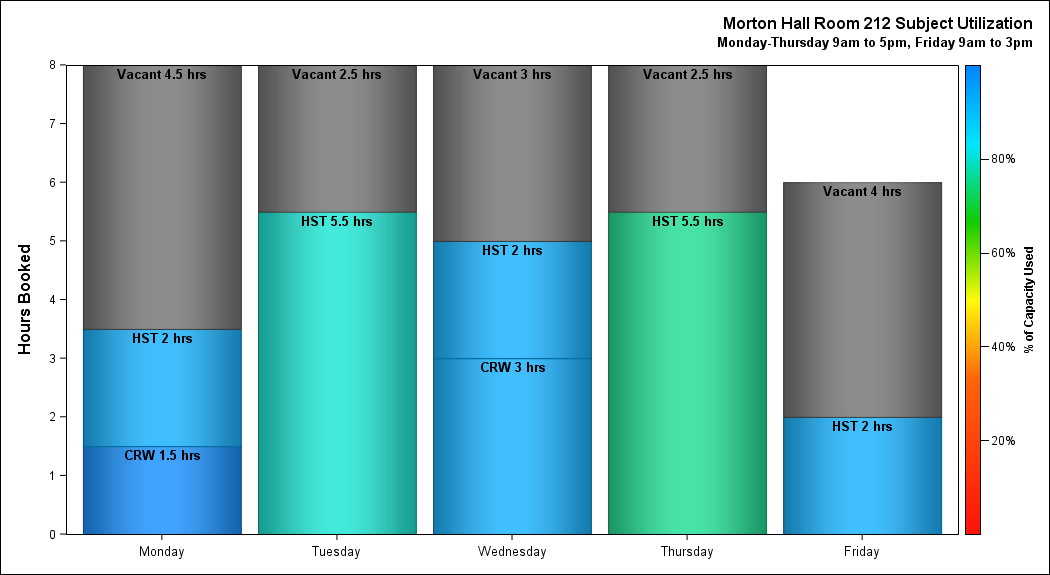 Morton Hall Room 212 Subject Utilization
Monday-Thursday 9am to 5pm, Friday 9am to 3pm
Hours Booked
8
7
6
5
4
3
2
1
0
Vacant 4.5 hrs
HST 2 hrs
CRW 1.5 hrs
Vacant 2.5 hrs
HST 5.5 hrs
Vacant 3 hrs
HST 2 hrs
CRW 3 hrs
Vacant 2.5 hrs
HST 5.5 hrs
Vacant 4 hrs
HST 2 hrs
Monday
Tuesday
Wednesday
Thursday
Friday
80%
60%
40%
20%
% of Capacity Used